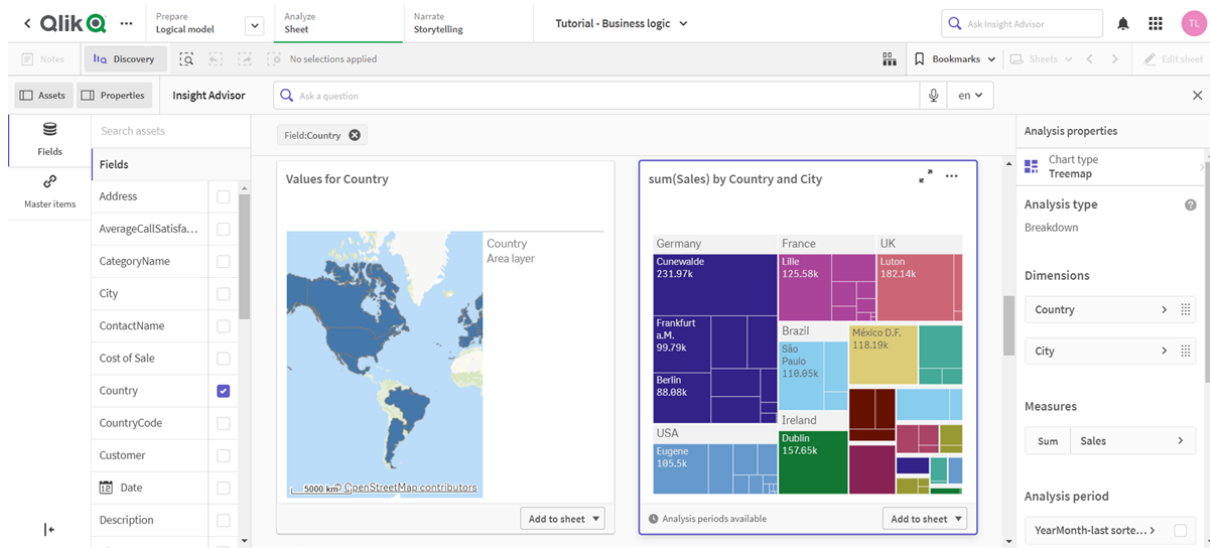 Qlik
Prepare
Logical model
Analyze
Sheet
Narrate
Storytelling
Tutorial - Business logic
Ask Insight Advisor
TL
Notes
Discovery
No selections applied
Bookmarks
Sheets
Edit sheet
Assets
Properties
Insight Advisor
Ask a question
en
Fields
Master items
Search assets
Fields
Address
AverageCallSatisfa...
CategoryName
City
ContactName
Cost of Sale
Country
CountryCode
Customer
Date
Description
Field:Country
Values for Country
Country
Area layer
5000 km
© OpenStreetMap contributors
Add to sheet
sum(Sales) by Country and City
Germany
Cunewalde
231.97k
Frankfurt
a.M.
99.79k
Berlin
88.08k
USA
Eugene
105.5k
France
Lille
125.58k
UK
Luton
182.14k
Brazil
São
Paulo
110.05k
México D.F.
118.19k
Ireland
Dublin
157.65k
Analysis periods available
Add to sheet
Analysis properties
Chart type
Treemap
Analysis type
Breakdown
Dimensions
Country
City
Measures
Sum
Sales
Analysis period
YearMonth-last sorte...